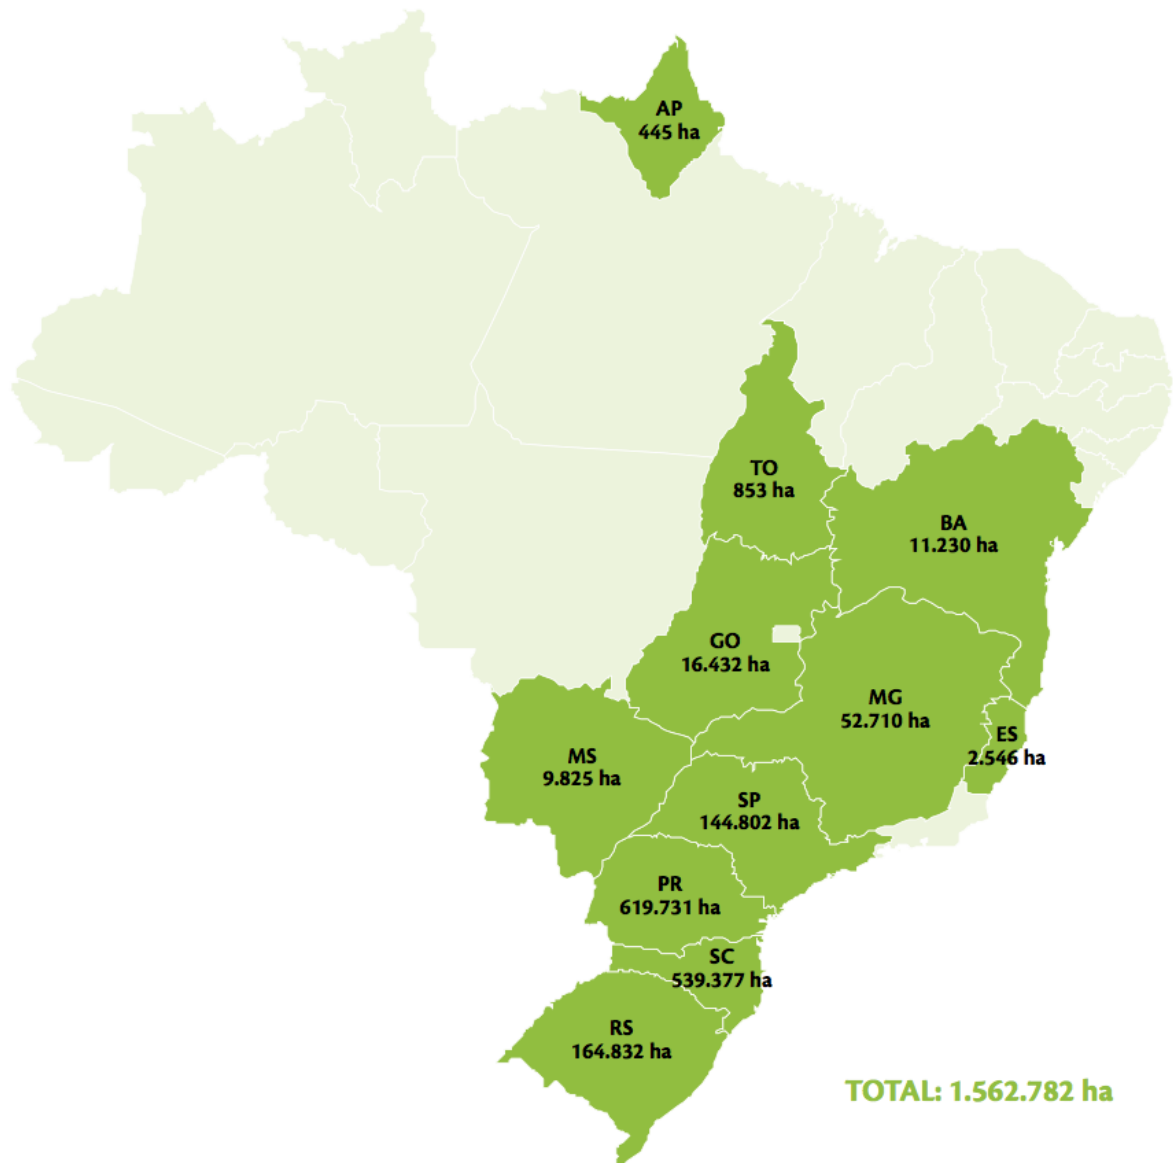 AP
445 ha
TO
853 ha
BA
11.230 ha
GO
16.432 ha
MG
52.710 ha
ES
2.546 ha
MS
9.825 ha
SP
144.802 ha
PR
619.731 ha
SC
539.377 ha
RS
164.832 ha
TOTAL: 1.562.782 ha